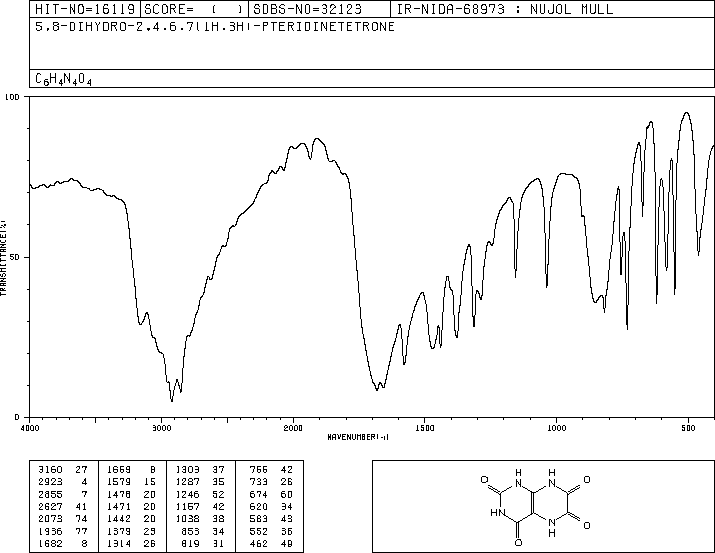 HIT-NO=16119 SCORE= ( ) SDBS-NO=32123 IR-NIDA-68973 : NUJOL MULL
5,8-DIHYDRO-2,4,6,7(1H,3H)-PTERIDINETETRONE
C6H4N4O4
100
50
0
TRANSMITTANCE(%)
4000 3000 2000 1500 1000 500
WAVENUMBER(-1)
3160 27 1659 8 1303 37 755 42
2923 4 1579 15 1287 35 733 26
2855 7 1478 20 1246 52 674 60
2627 41 1471 20 1157 42 620 34
2073 74 1442 20 1038 38 583 43
1936 77 1379 23 853 34 552 36
1682 8 1314 26 819 31 462 49
O H N H N O
HN
O N H O